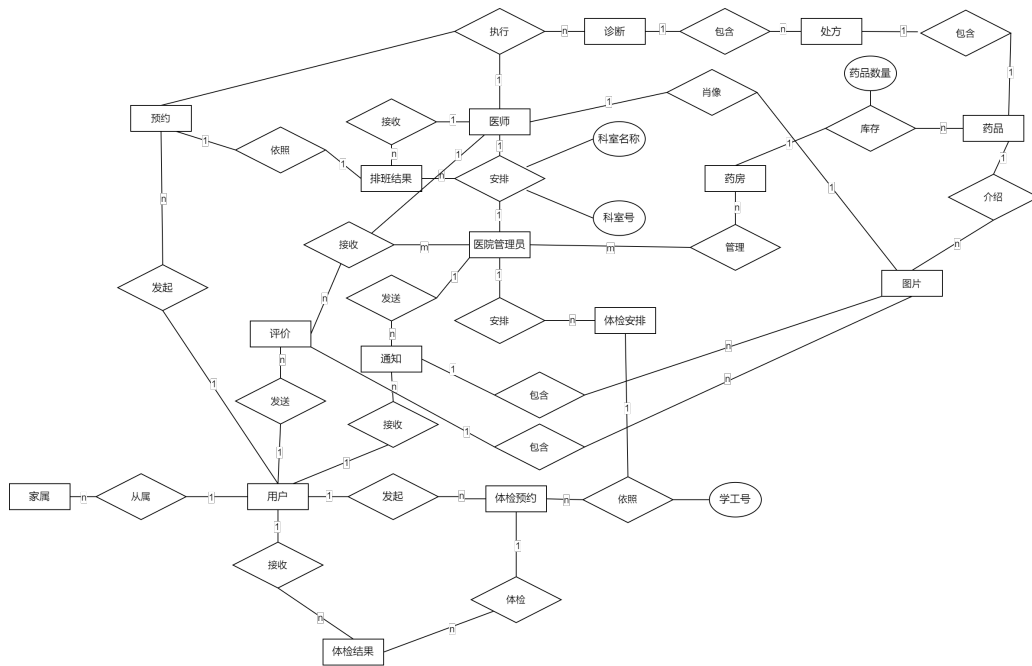 执行
n
诊断
1
包含
n
处方
1
包含
1
1
药品数量
肖像
1
预约
接收
1
医师
1
库存
n
药品
1
n
1
科室名称
1
1
依照
1
1
n
1
排班结果
n
安排
药房
1
介绍
n
科室号
1
n
接收
m
医院管理员
m
管理
n
1
1
发起
发送
图片
n
安排
n
体检安排
评价
n
n
通知
n
1
包含
n
1
发送
n
1
接收
1
包含
1
1
家属
n
从属
1
用户
1
发起
n
体检预约
n
依照
学工号
1
1
接收
体检
n
n
体检结果